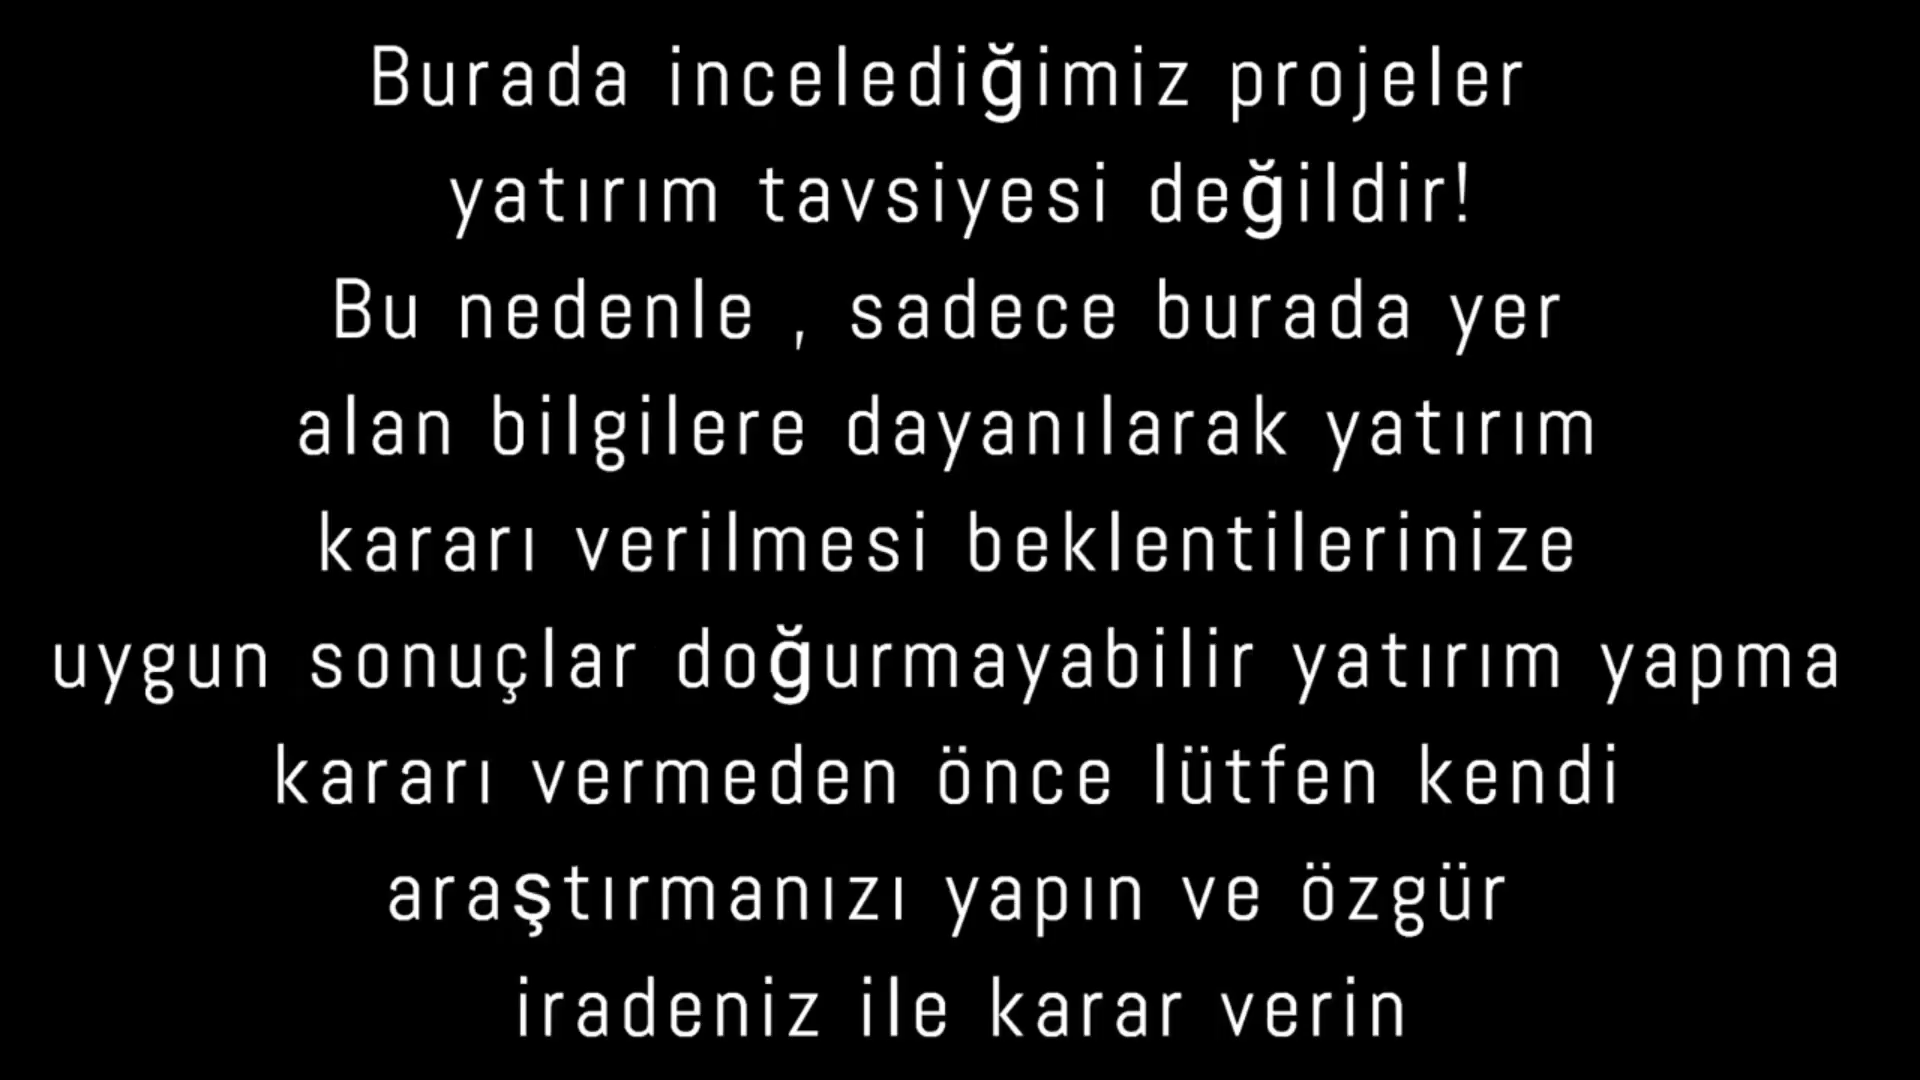 Burada incelediğimiz projeler
yatırım tavsiyesi değildir!
Bu nedenle , sadece burada yer
alan bilgilere dayanılarak yatırım
kararı verilmesi beklentilerinize
uygun sonuçlar doğurmayabilir yatırım yapma
kararı vermeden önce lütfen kendi
araştırmanızı yapın ve özgür
iradeniz ile karar verin